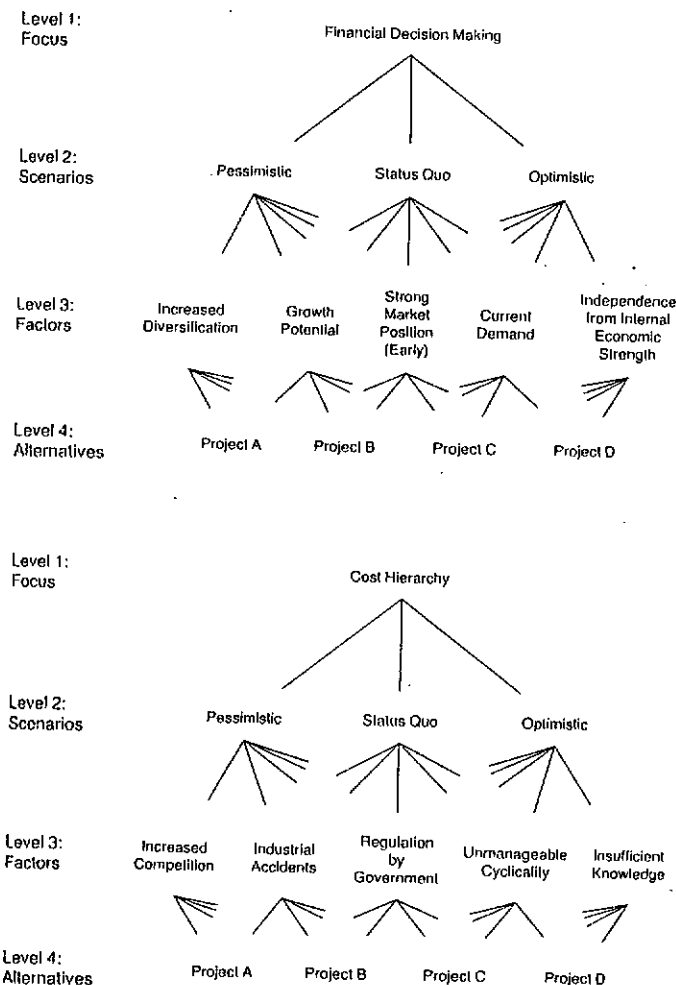 Level 1:
Focus
Financial Decision Making
Level 2:
Scenarios
Pessimistic
Status Quo
Optimistic
Level 3:
Factors
Increased
Diversification
Growth
Potential
Strong
Market
Position
(Early)
Current
Demand
Independence
from Internal
Economic
Strength
Level 4:
Alternatives
Project A
Project B
Project C
Project D
Level 1:
Focus
Cost Hierarchy
Level 2:
Scenarios
Pessimistic
Status Quo
Optimistic
Level 3:
Factors
Increased
Competition
Industrial
Accidents
Regulation
by
Government
Unmanageable
Cyclicality
Insufficient
Knowledge
Level 4:
Alternatives
Project A
Project B
Project C
Project D